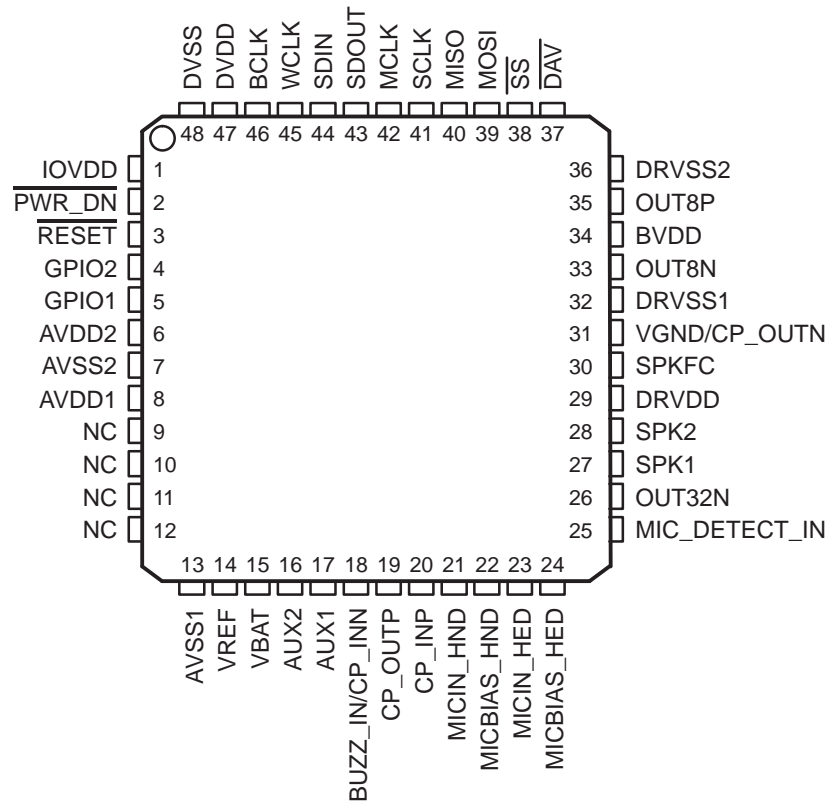 DVSS
DVDD
BCLK
WCLK
SDIN
SDOUT
MCLK
SCLK
MISO
MOSI
SS
DAV
48 47 46 45 44 43 42 41 40 39 38 37
IOVDD 1
PWR_DN 2
RESET 3
GPIO2 4
GPIO1 5
AVDD2 6
AVSS2 7
AVDD1 8
NC 9
NC 10
NC 11
NC 12
36 DRVSS2
35 OUT8P
34 BVDD
33 OUT8N
32 DRVSS1
31 VGND/CP_OUTN
30 SPKFC
29 DRVDD
28 SPK2
27 SPK1
26 OUT32N
25 MIC_DETECT_IN
13 14 15 16 17 18 19 20 21 22 23 24
AVSS1
VREF
VBAT
AUX2
AUX1
BUZZ_IN/CP_INN
CP_OUTP
CP_INP
MICIN_HND
MICBIAS_HND
MICIN_HED
MICBIAS_HED